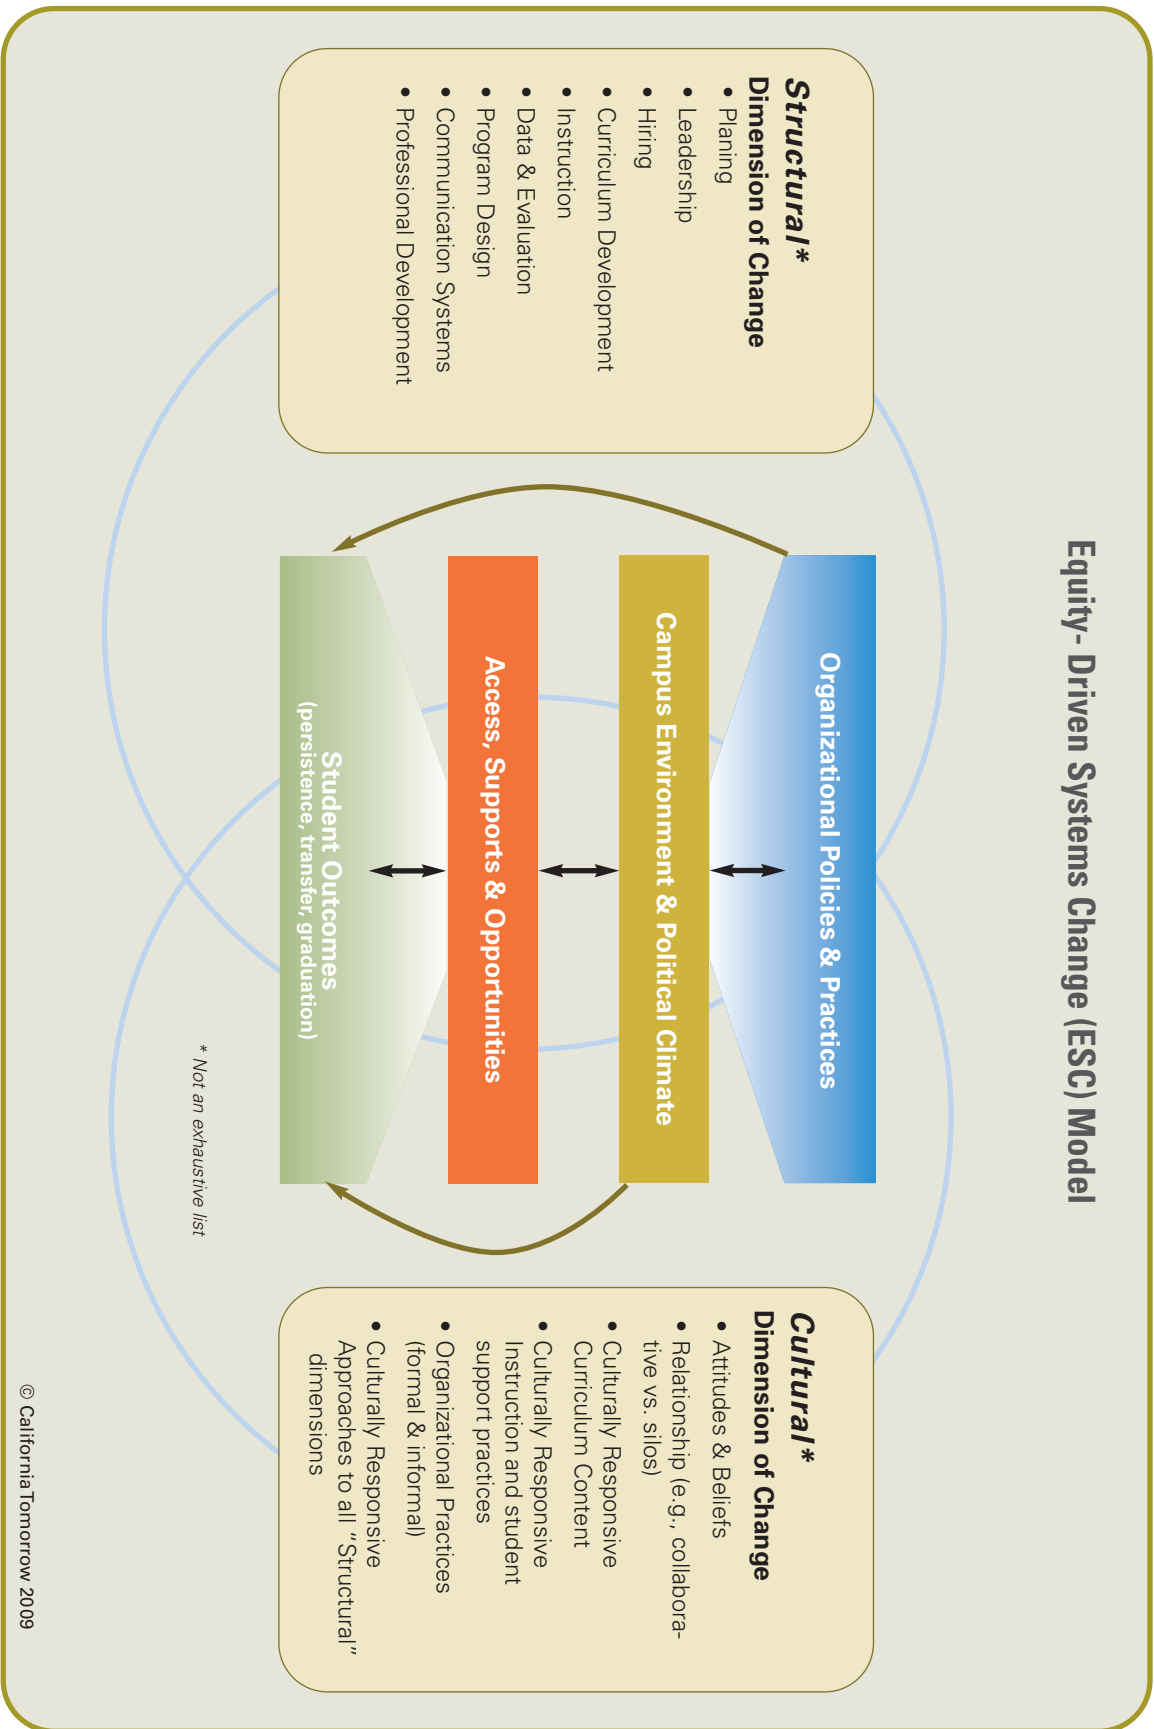 Equity- Driven Systems Change (ESC) Model
Structural*
Dimension of Change
• Planing
• Leadership
• Hiring
• Curriculum Development
• Instruction
• Data & Evaluation
• Program Design
• Communication Systems
• Professional Development
Organizational Policies & Practices
Campus Environment & Political Climate
Access, Supports & Opportunities
Student Outcomes
(persistence, transfer, graduation)
Cultural*
Dimension of Change
• Attitudes & Beliefs
• Relationship (e.g., collabora-
tive vs. silos)
• Culturally Responsive
Curriculum Content
• Culturally Responsive
Instruction and student
support practices
• Organizational Practices
(formal & informal)
• Culturally Responsive
Approaches to all "Structural"
dimensions
* Not an exhaustive list
© California Tomorrow 2009